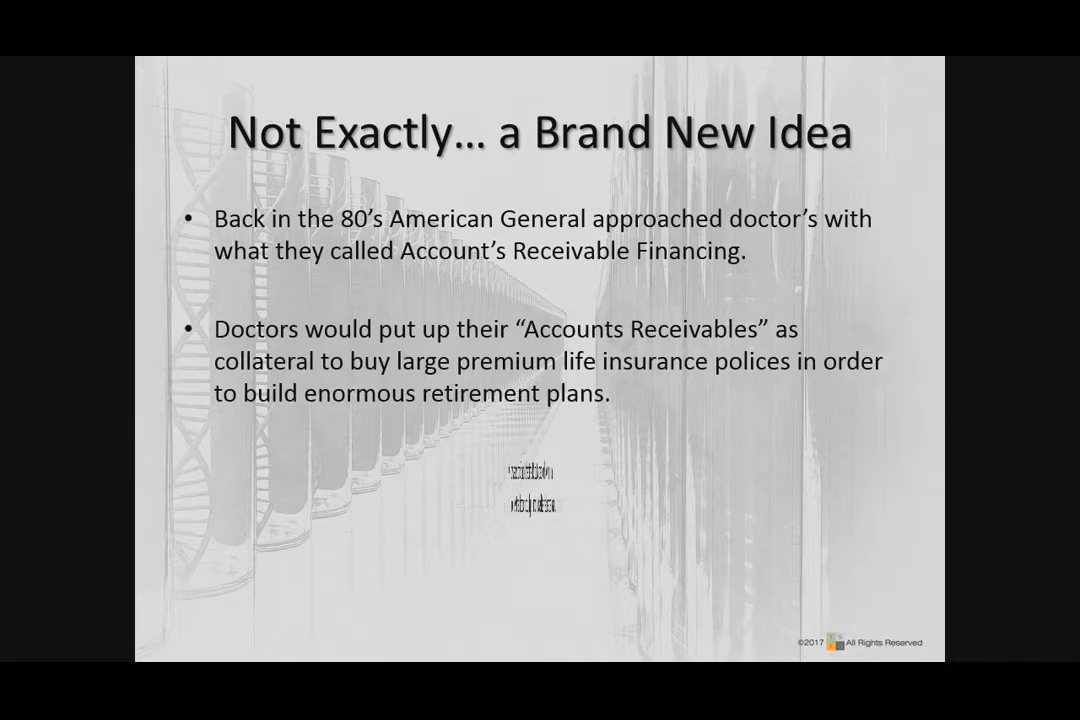 Not Exactly… a Brand New Idea
• Back in the 80’s American General approached doctor’s with
what they called Account’s Receivable Financing.
• Doctors would put up their “Accounts Receivables” as
collateral to buy large premium life insurance polices in order
to build enormous retirement plans.
©2017 All Rights Reserved